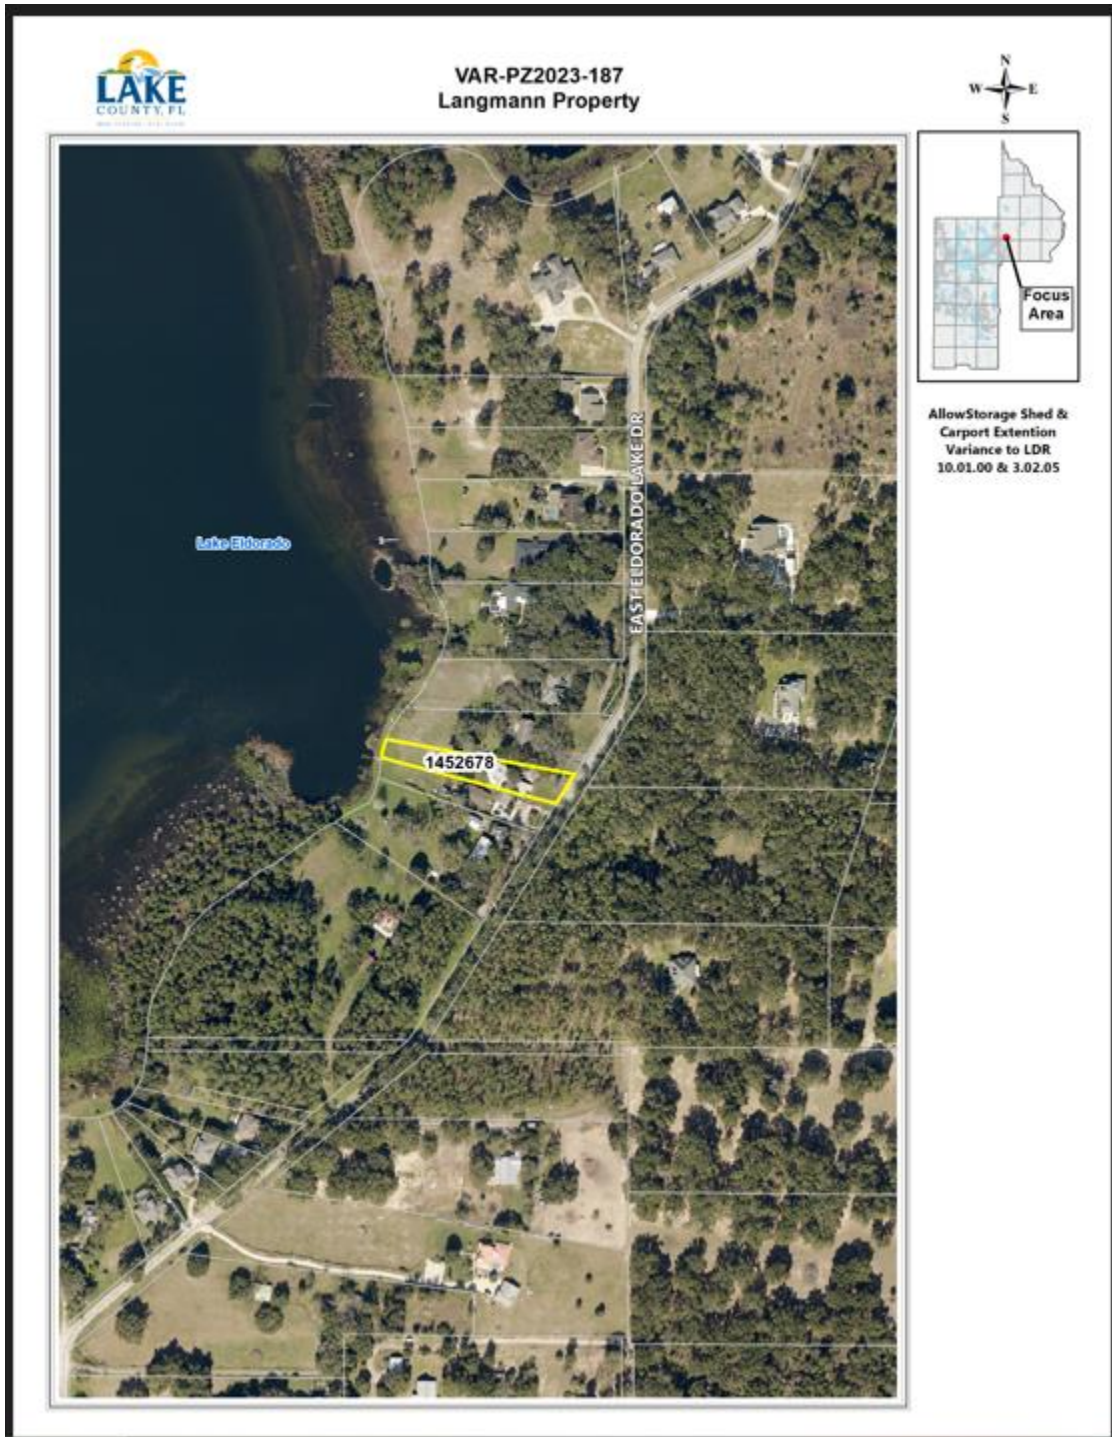 LAKE
COUNTY, FL
VAR-PZ2023-187
Langmann Property
N
W E
S
Focus
Area
AllowStorage Shed &
Carport Extention
Variance to LDR
10.01.00 & 3.02.05
EAST ELDORADO LAKE DR
Lake Eldorado
1452678